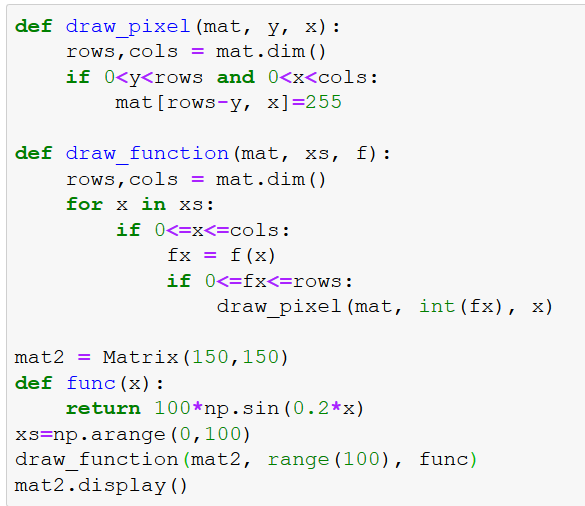 def draw_pixel(mat, y, x):
    rows,cols = mat.dim()
    if 0<y<rows and 0<x<cols:
        mat[rows-y, x]=255

def draw_function(mat, xs, f):
    rows,cols = mat.dim()
    for x in xs:
        if 0<=x<=cols:
            fx = f(x)
            if 0<=fx<=rows:
                draw_pixel(mat, int(fx), x)

mat2 = Matrix(150,150)
def func(x):
    return 100*np.sin(0.2*x)
xs=np.arange(0,100)
draw_function(mat2, range(100), func)
mat2.display()